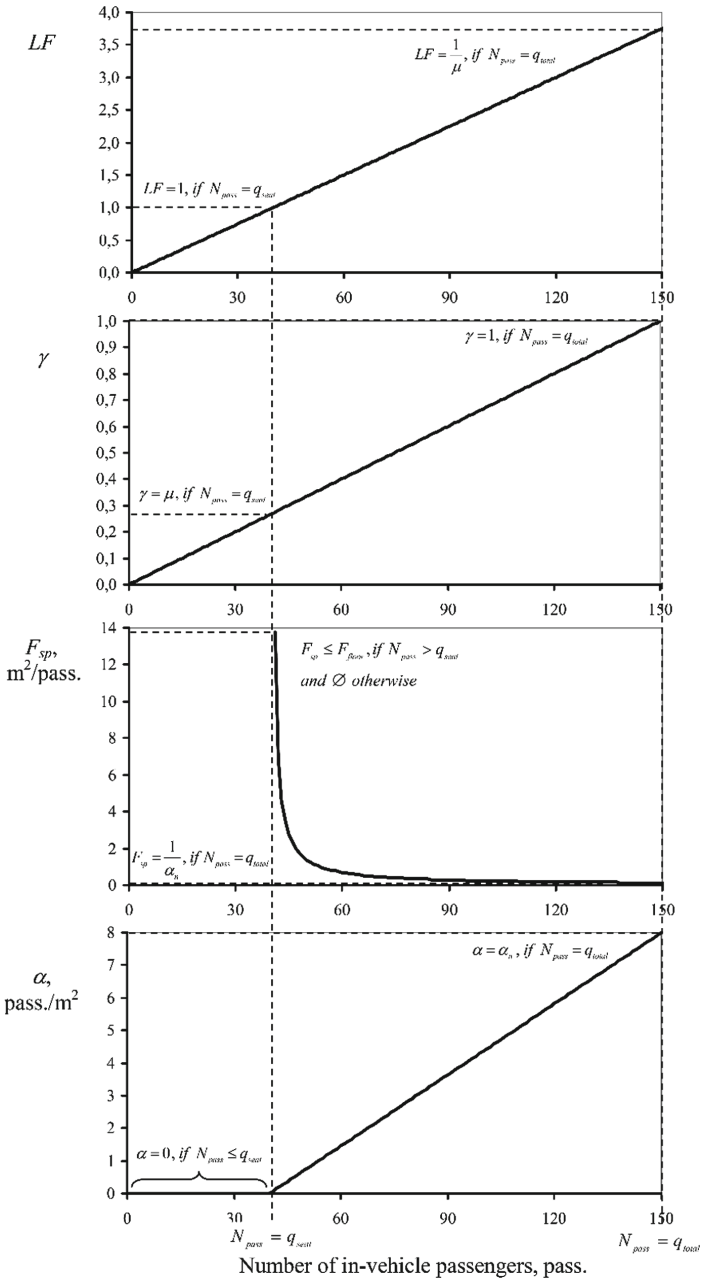 LF
4,0
3,5
3,0
2,5
2,0
1,5
1,0
0,5
0,0
LF = 1/μ, if N_pass = q_total
LF = 1, if N_pass = q_seat
0 30 60 90 120 150
γ
1,0
0,9
0,8
0,7
0,6
0,5
0,4
0,3
0,2
0,1
0,0
γ = 1, if N_pass = q_total
γ = μ, if N_pass = q_seat
0 30 60 90 120 150
F_sp,
m²/pass.
14
12
10
8
6
4
2
0
F_sp ≤ F_floor, if N_pass > q_seat
and ∅ otherwise
F_sp = 1/α_n, if N_pass = q_total
0 30 60 90 120 150
α,
pass./m²
8
7
6
5
4
3
2
1
0
α = α_n, if N_pass = q_total
α = 0, if N_pass ≤ q_seat
0 30 60 90 120 150
N_pass = q_seat
N_pass = q_total
Number of in-vehicle passengers, pass.